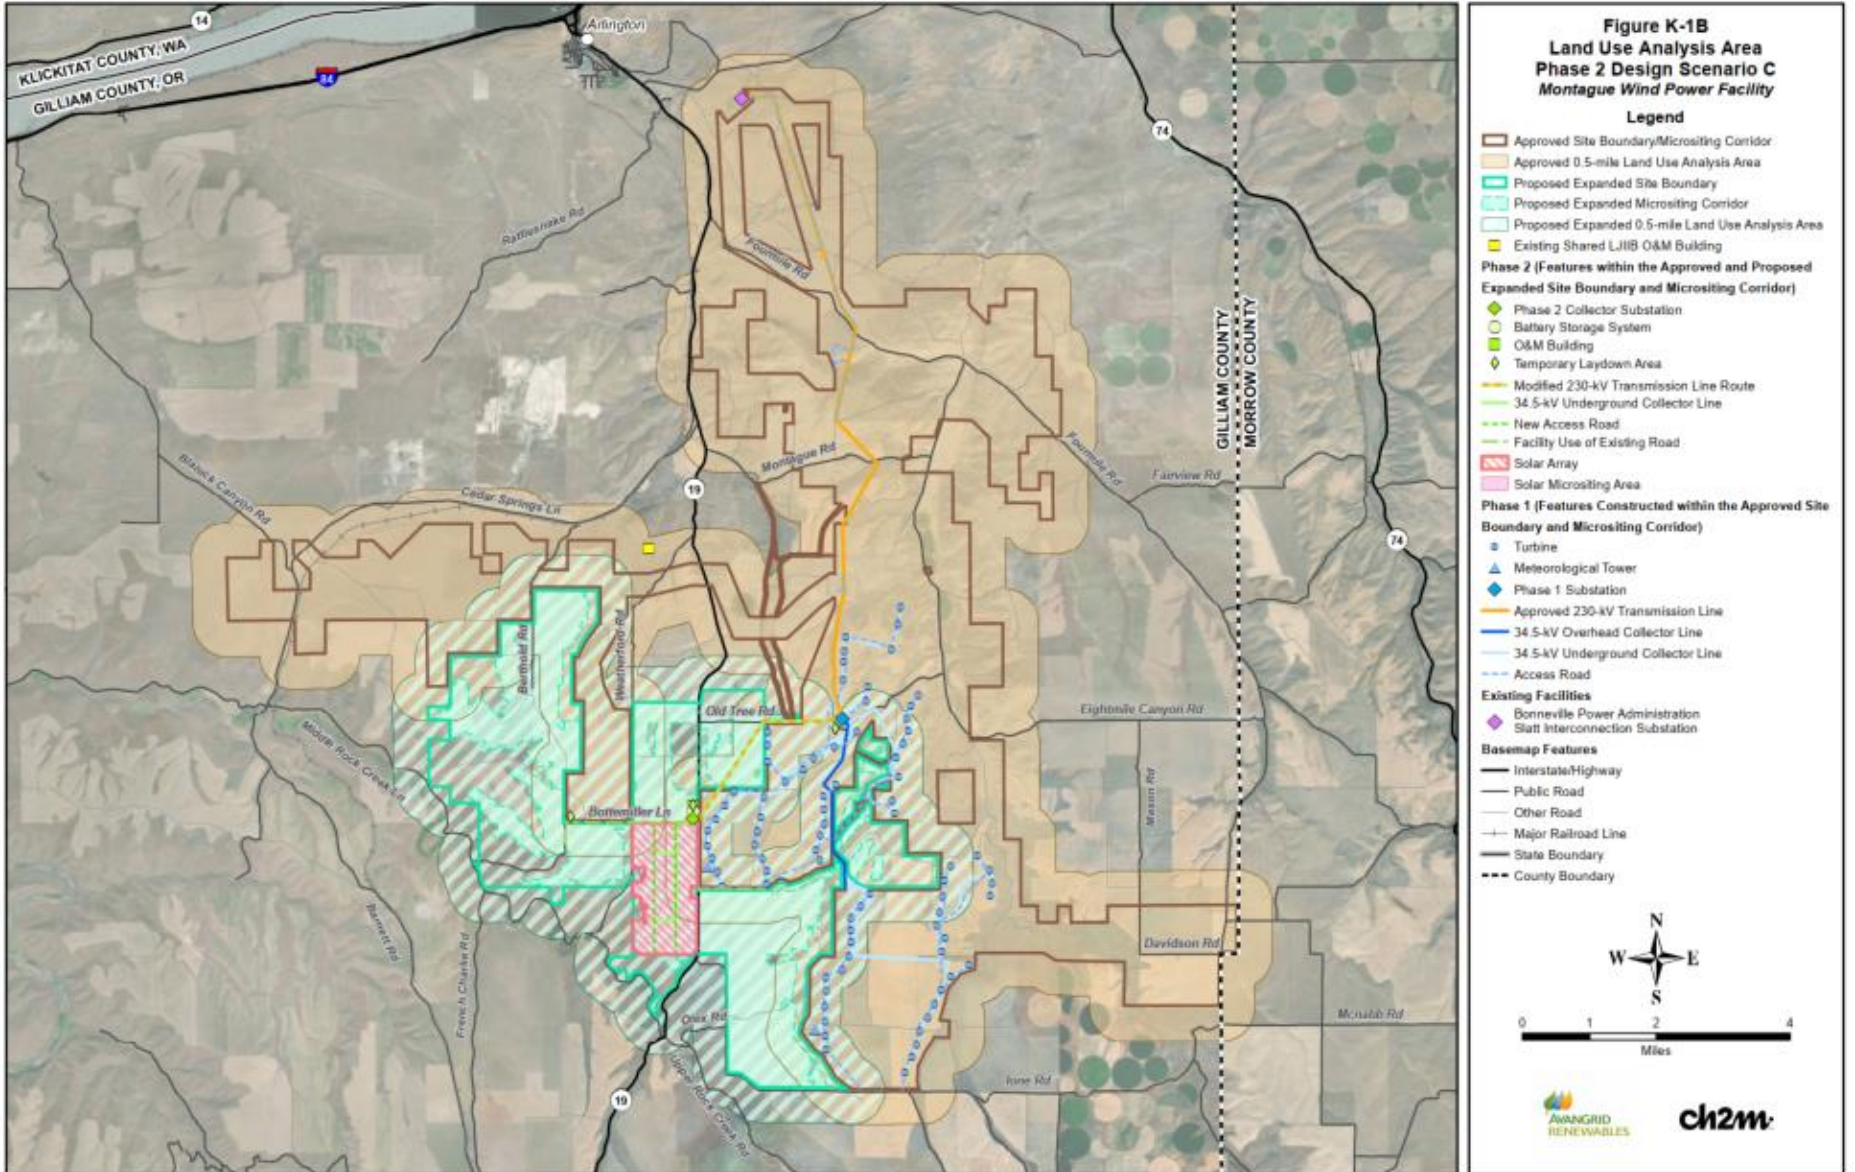 14
Arlington
KLICKITAT COUNTY, WA
GILLIAM COUNTY, OR
84
74
Rattlesnake Rd
Fourmile Rd
GILLIAM COUNTY
MORROW COUNTY
Montague Rd
Fourmile Rd
Fairview Rd
Blalock Canyon Rd
Cedar Springs Ln
19
74
Berthold Rd
Weatherford Rd
Old Tree Rd
Eightmile Canyon Rd
Middle Rock Creek Ln
Mason Rd
Bottemiller Ln
Barnett Rd
French Charlie Rd
Davidson Rd
Orex Rd
Mcnabb Rd
Upper Rock Creek Rd
Ione Rd
19
Figure K-1B
Land Use Analysis Area
Phase 2 Design Scenario C
Montague Wind Power Facility
Legend
Approved Site Boundary/Micrositing Corridor
Approved 0.5-mile Land Use Analysis Area
Proposed Expanded Site Boundary
Proposed Expanded Micrositing Corridor
Proposed Expanded 0.5-mile Land Use Analysis Area
Existing Shared LJIIB O&M Building
Phase 2 (Features within the Approved and Proposed
Expanded Site Boundary and Micrositing Corridor)
Phase 2 Collector Substation
Battery Storage System
O&M Building
Temporary Laydown Area
Modified 230-kV Transmission Line Route
34.5-kV Underground Collector Line
New Access Road
Facility Use of Existing Road
Solar Array
Solar Micrositing Area
Phase 1 (Features Constructed within the Approved Site
Boundary and Micrositing Corridor)
Turbine
Meteorological Tower
Phase 1 Substation
Approved 230-kV Transmission Line
34.5-kV Overhead Collector Line
34.5-kV Underground Collector Line
Access Road
Existing Facilities
Bonneville Power Administration
Slatt Interconnection Substation
Basemap Features
Interstate/Highway
Public Road
Other Road
Major Railroad Line
State Boundary
County Boundary
N
W E
S
0 1 2 4
Miles
AVANGRID
RENEWABLES
ch2m